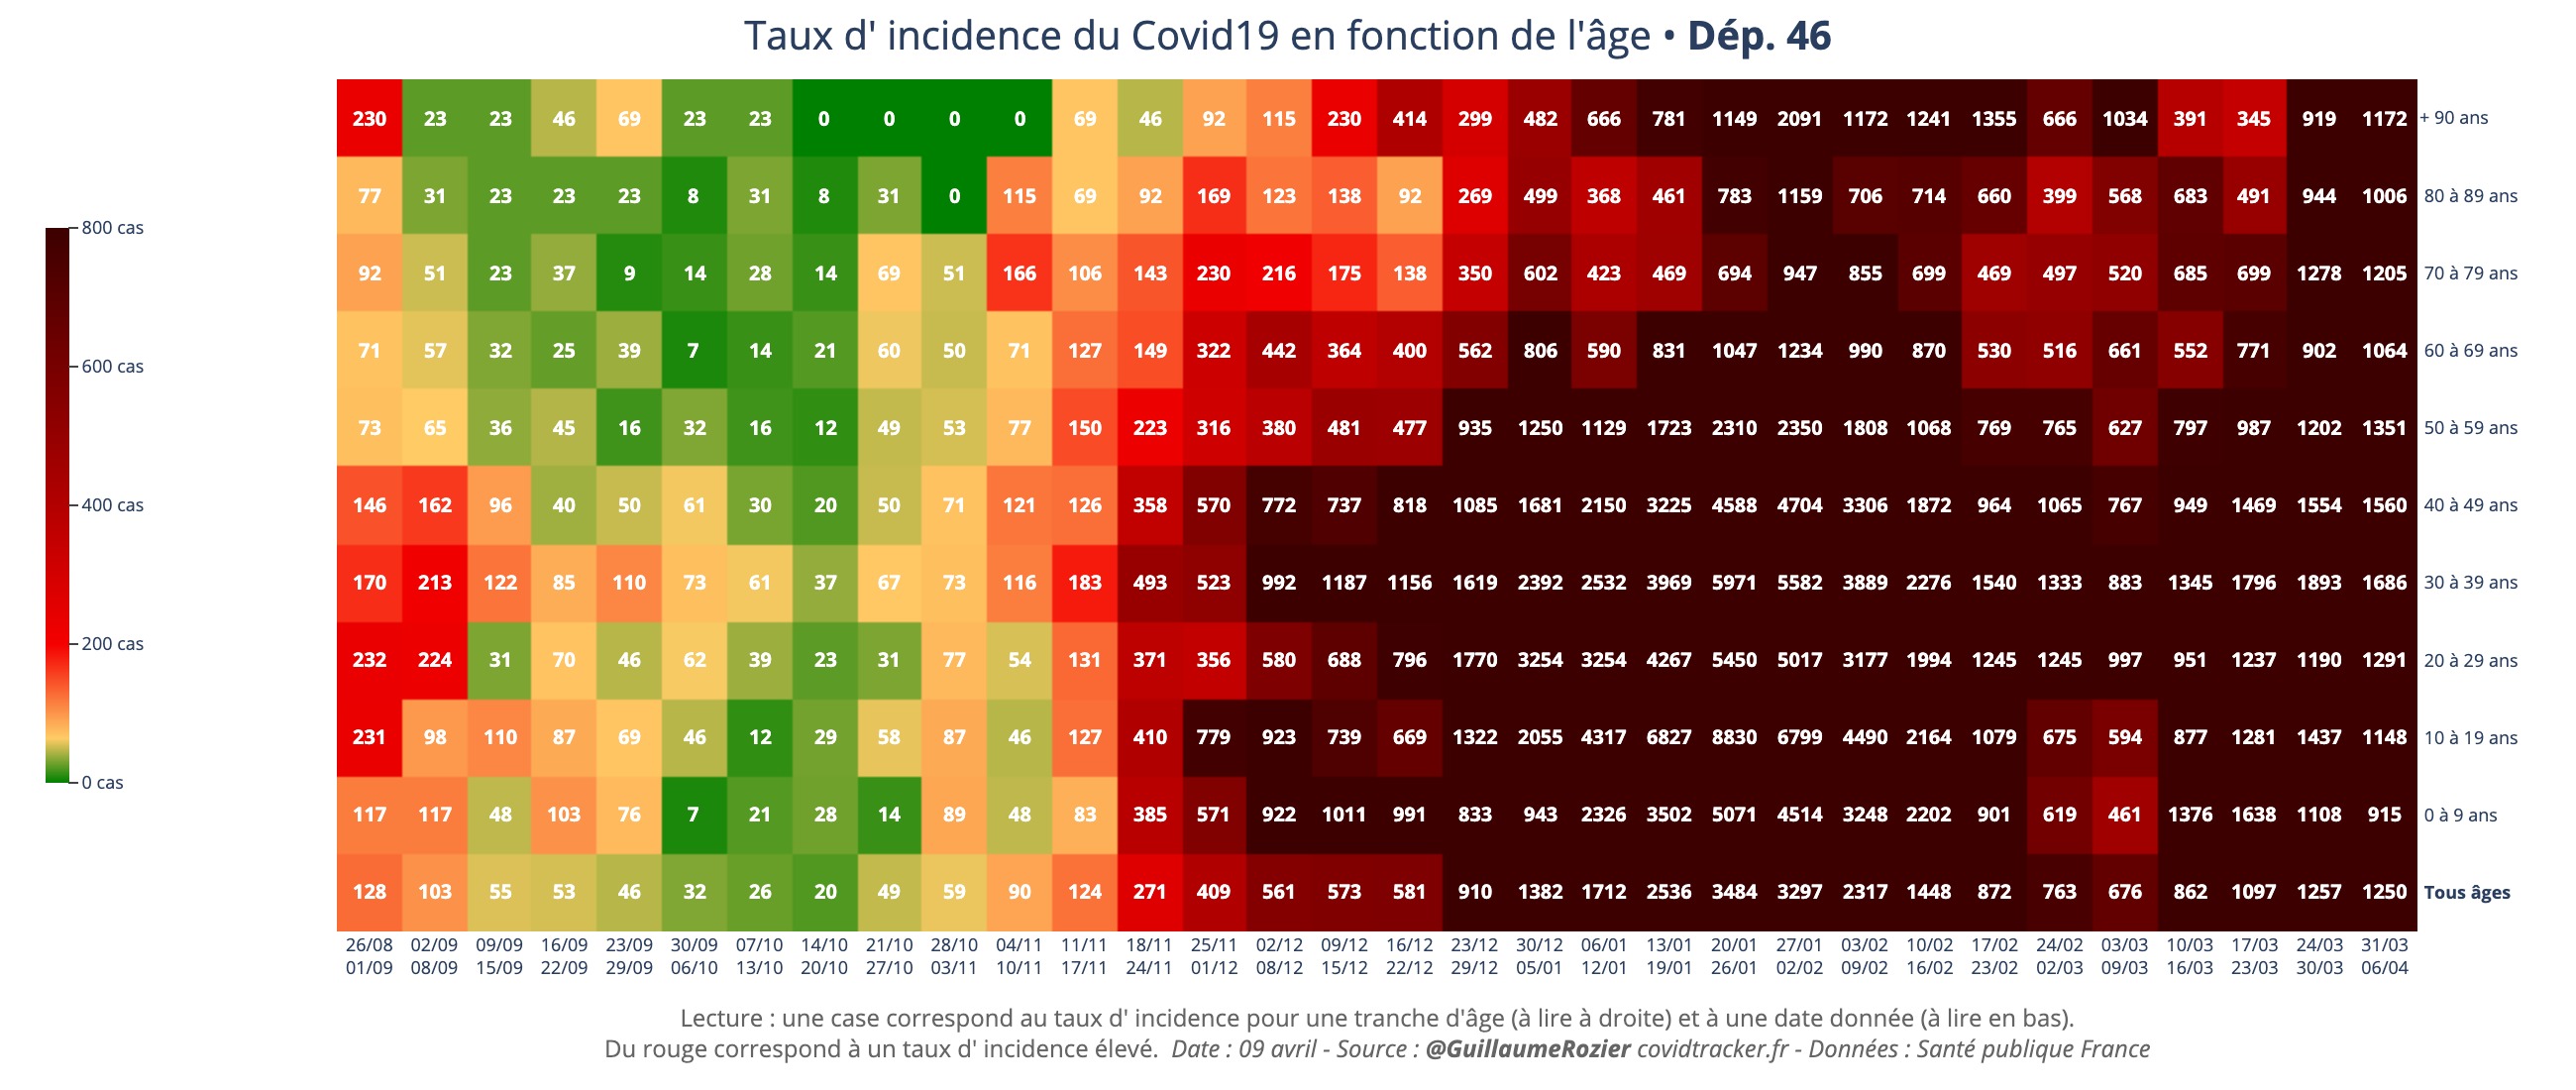 Taux d' incidence du Covid19 en fonction de l'âge • Dép. 46
800 cas
600 cas
400 cas
200 cas
0 cas
230 23 23 46 69 23 23 0 0 0 0 69 46 92 115 230 414 299 482 666 781 1149 2091 1172 1241 1355 666 1034 391 345 919 1172 + 90 ans
77 31 23 23 23 8 31 8 31 0 115 69 92 169 123 138 92 269 499 368 461 783 1159 706 714 660 399 568 683 491 944 1006 80 à 89 ans
92 51 23 37 9 14 28 14 69 51 166 106 143 230 216 175 138 350 602 423 469 694 947 855 699 469 497 520 685 699 1278 1205 70 à 79 ans
71 57 32 25 39 7 14 21 60 50 71 127 149 322 442 364 400 562 806 590 831 1047 1234 990 870 530 516 661 552 771 902 1064 60 à 69 ans
73 65 36 45 16 32 16 12 49 53 77 150 223 316 380 481 477 935 1250 1129 1723 2310 2350 1808 1068 769 765 627 797 987 1202 1351 50 à 59 ans
146 162 96 40 50 61 30 20 50 71 121 126 358 570 772 737 818 1085 1681 2150 3225 4588 4704 3306 1872 964 1065 767 949 1469 1554 1560 40 à 49 ans
170 213 122 85 110 73 61 37 67 73 116 183 493 523 992 1187 1156 1619 2392 2532 3969 5971 5582 3889 2276 1540 1333 883 1345 1796 1893 1686 30 à 39 ans
232 224 31 70 46 62 39 23 31 77 54 131 371 356 580 688 796 1770 3254 3254 4267 5450 5017 3177 1994 1245 1245 997 951 1237 1190 1291 20 à 29 ans
231 98 110 87 69 46 12 29 58 87 46 127 410 779 923 739 669 1322 2055 4317 6827 8830 6799 4490 2164 1079 675 594 877 1281 1437 1148 10 à 19 ans
117 117 48 103 76 7 21 28 14 89 48 83 385 571 922 1011 991 833 943 2326 3502 5071 4514 3248 2202 901 619 461 1376 1638 1108 915 0 à 9 ans
128 103 55 53 46 32 26 20 49 59 90 124 271 409 561 573 581 910 1382 1712 2536 3484 3297 2317 1448 872 763 676 862 1097 1257 1250 Tous âges
26/08 02/09 09/09 16/09 23/09 30/09 07/10 14/10 21/10 28/10 04/11 11/11 18/11 25/11 02/12 09/12 16/12 23/12 30/12 06/01 13/01 20/01 27/01 03/02 10/02 17/02 24/02 03/03 10/03 17/03 24/03 31/03
01/09 08/09 15/09 22/09 29/09 06/10 13/10 20/10 27/10 03/11 10/11 17/11 24/11 01/12 08/12 15/12 22/12 29/12 05/01 12/01 19/01 26/01 02/02 09/02 16/02 23/02 02/03 09/03 16/03 23/03 30/03 06/04
Lecture : une case correspond au taux d' incidence pour une tranche d'âge (à lire à droite) et à une date donnée (à lire en bas).
Du rouge correspond à un taux d' incidence élevé. Date : 09 avril - Source : @GuillaumeRozier covidtracker.fr - Données : Santé publique France